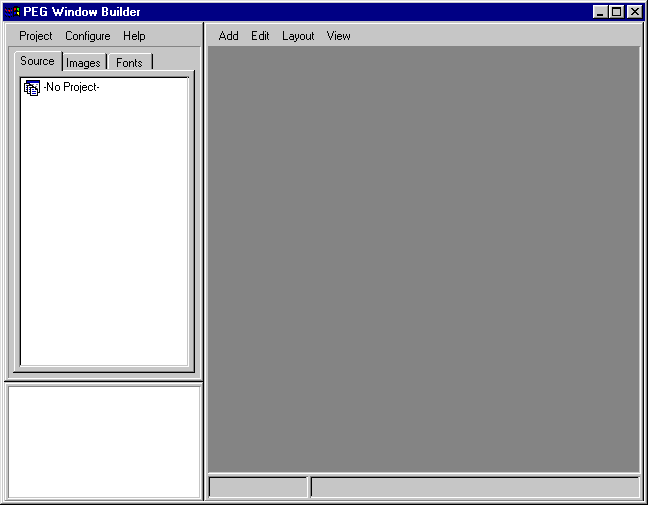 PEG Window Builder
Project Configure Help
Add Edit Layout View
Source Images Fonts
-No Project-